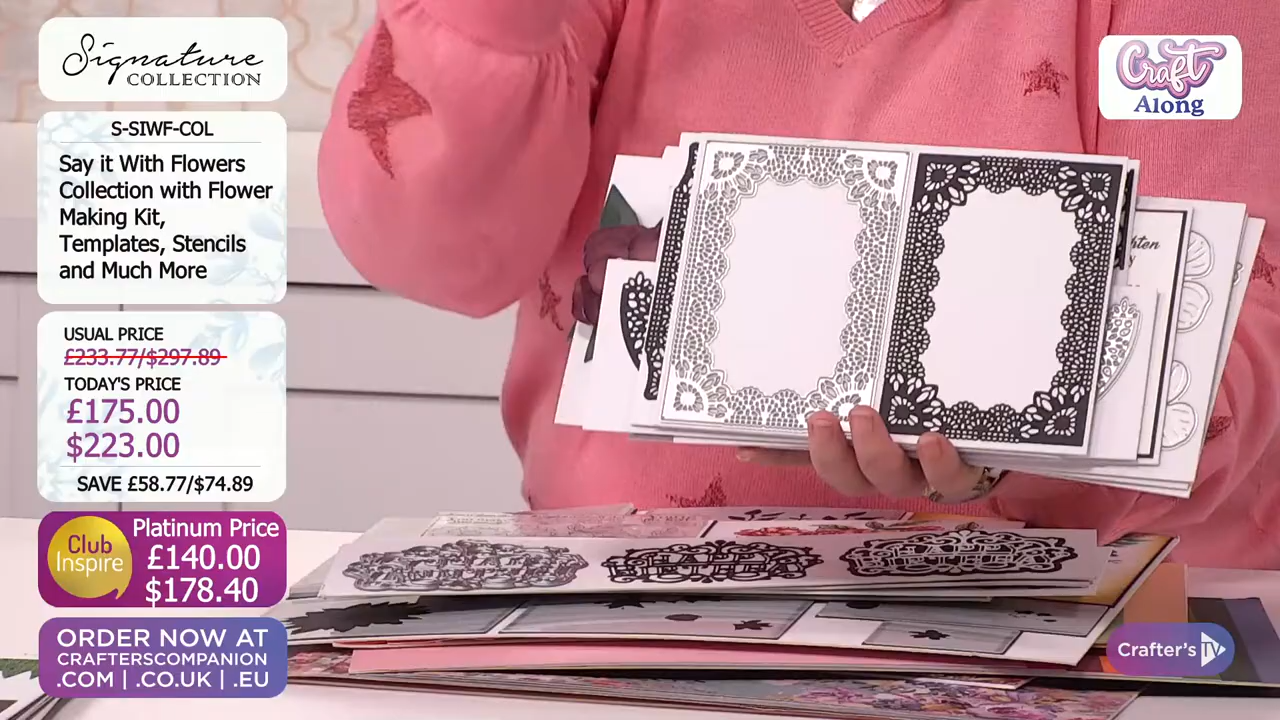 Signature
COLLECTION
S-SIWF-COL
Say it With Flowers
Collection with Flower
Making Kit,
Templates, Stencils
and Much More
USUAL PRICE
£233.77/$297.89
TODAY'S PRICE
£175.00
$223.00
SAVE £58.77/$74.89
Club
Inspire
Platinum Price
£140.00
$178.40
ORDER NOW AT
CRAFTERSCOMPANION
.COM | .CO.UK | .EU
Craft
Along
Crafter's TV